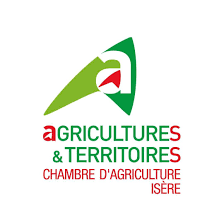 a
aGRICULTURES
& TERRITOIRES
CHAMBRE D'AGRICULTURE
ISÈRE